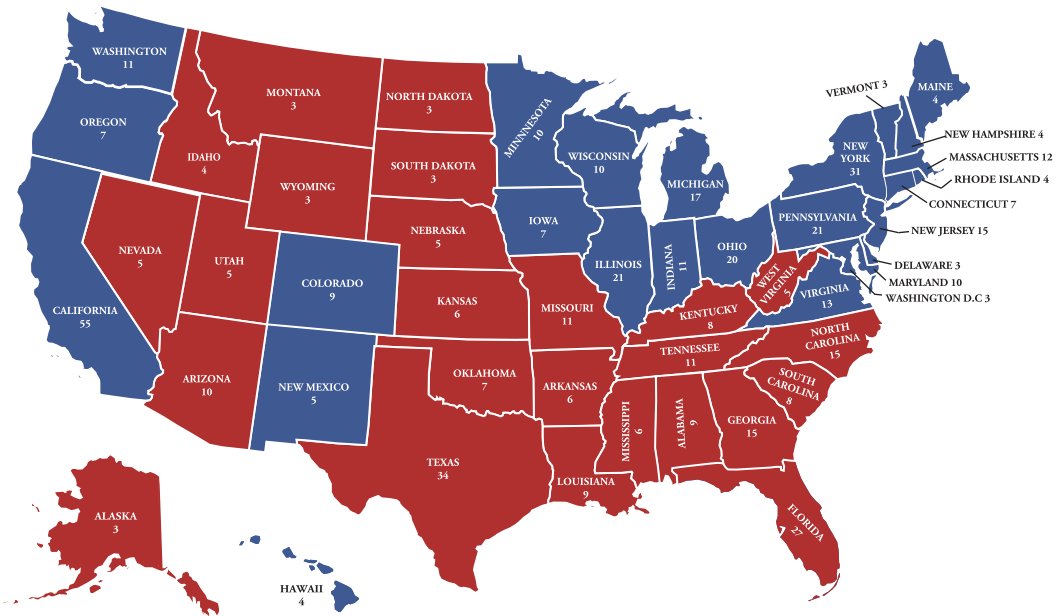 WASHINGTON
11
OREGON
7
CALIFORNIA
55
IDAHO
4
NEVADA
5
MONTANA
3
WYOMING
3
UTAH
5
ARIZONA
10
COLORADO
9
NEW MEXICO
5
NORTH DAKOTA
3
SOUTH DAKOTA
3
NEBRASKA
5
KANSAS
6
OKLAHOMA
7
TEXAS
34
MINNNESOTA
10
IOWA
7
MISSOURI
11
ARKANSAS
6
LOUISIANA
9
WISCONSIN
10
ILLINOIS
21
MICHIGAN
17
INDIANA
11
OHIO
20
KENTUCKY
8
TENNESSEE
11
MISSISSIPPI
6
ALABAMA
9
GEORGIA
15
FLORIDA
27
SOUTH
CAROLINA
8
NORTH
CAROLINA
15
VIRGINIA
13
WEST
VIRGINIA
5
PENNSYLVANIA
21
NEW
YORK
31
VERMONT 3
MAINE
4
NEW HAMPSHIRE 4
MASSACHUSETTS 12
RHODE ISLAND 4
CONNECTICUT 7
NEW JERSEY 15
DELAWARE 3
MARYLAND 10
WASHINGTON D.C 3
ALASKA
3
HAWAII
4